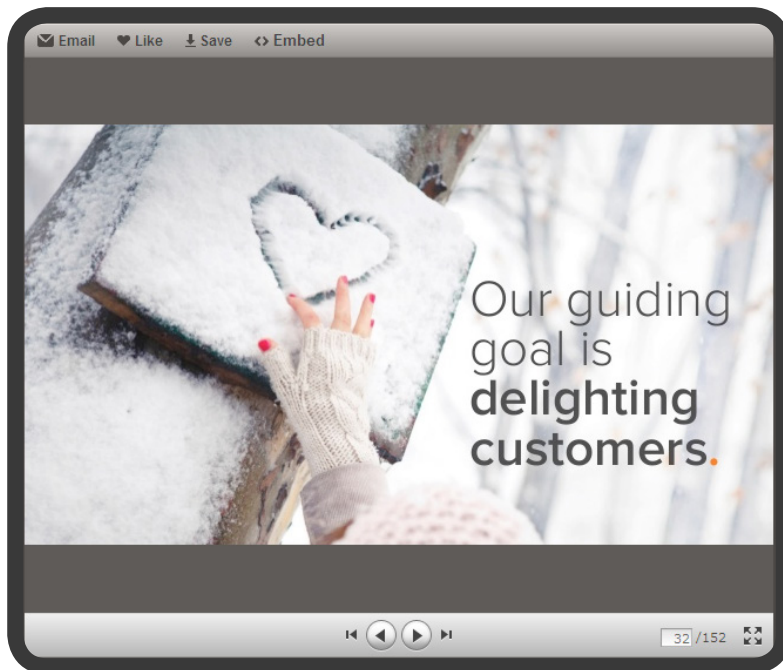 Email Like Save Embed
Our guiding
goal is
delighting
customers.
32 /152